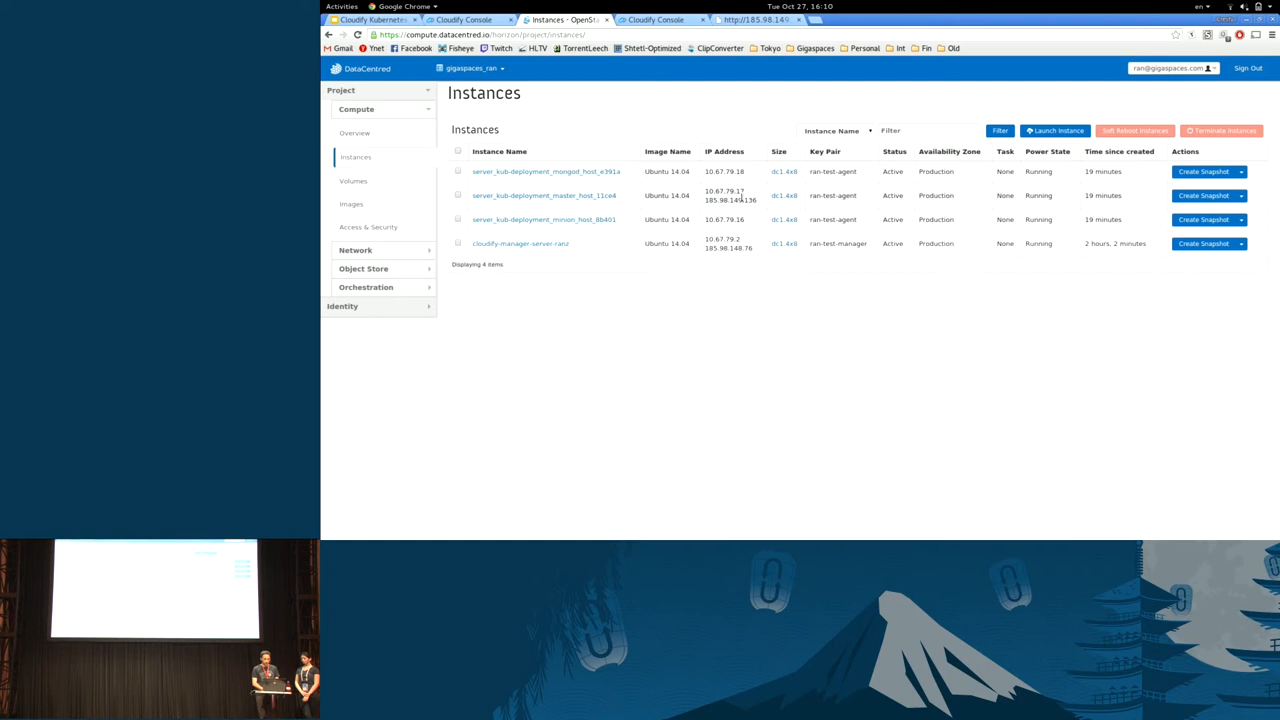 Activities Google Chrome Tue Oct 27, 16:10 en
Cloudify Kubernetes Cloudify Console Instances - OpenSt Cloudify Console http://185.98.149.
https://compute.datacentred.io/horizon/project/instances/
Gmail Ynet Facebook Fisheye Twitch HLTV TorrentLeech Shtetl-Optimized ClipConverter Tokyo Gigaspaces Personal Int Fin Old
DataCentred gigaspaces_ran ran@gigaspaces.com Sign Out
Project
Compute
Overview
Instances
Volumes
Images
Access & Security
Network
Object Store
Orchestration
Identity
Instances
Instances Instance Name Filter Filter Launch Instance Soft Reboot Instances Terminate Instances
Instance Name Image Name IP Address Size Key Pair Status Availability Zone Task Power State Time since created Actions
server_kub-deployment_mongod_host_e391a Ubuntu 14.04 10.67.79.18 dc1.4x8 ran-test-agent Active Production None Running 19 minutes Create Snapshot
server_kub-deployment_master_host_11ce4 Ubuntu 14.04 10.67.79.17 185.98.149.136 dc1.4x8 ran-test-agent Active Production None Running 19 minutes Create Snapshot
server_kub-deployment_minion_host_8b401 Ubuntu 14.04 10.67.79.16 dc1.4x8 ran-test-agent Active Production None Running 19 minutes Create Snapshot
cloudify-manager-server-ranz Ubuntu 14.04 10.67.79.2 185.98.148.76 dc1.4x8 ran-test-manager Active Production None Running 2 hours, 2 minutes Create Snapshot
Displaying 4 items